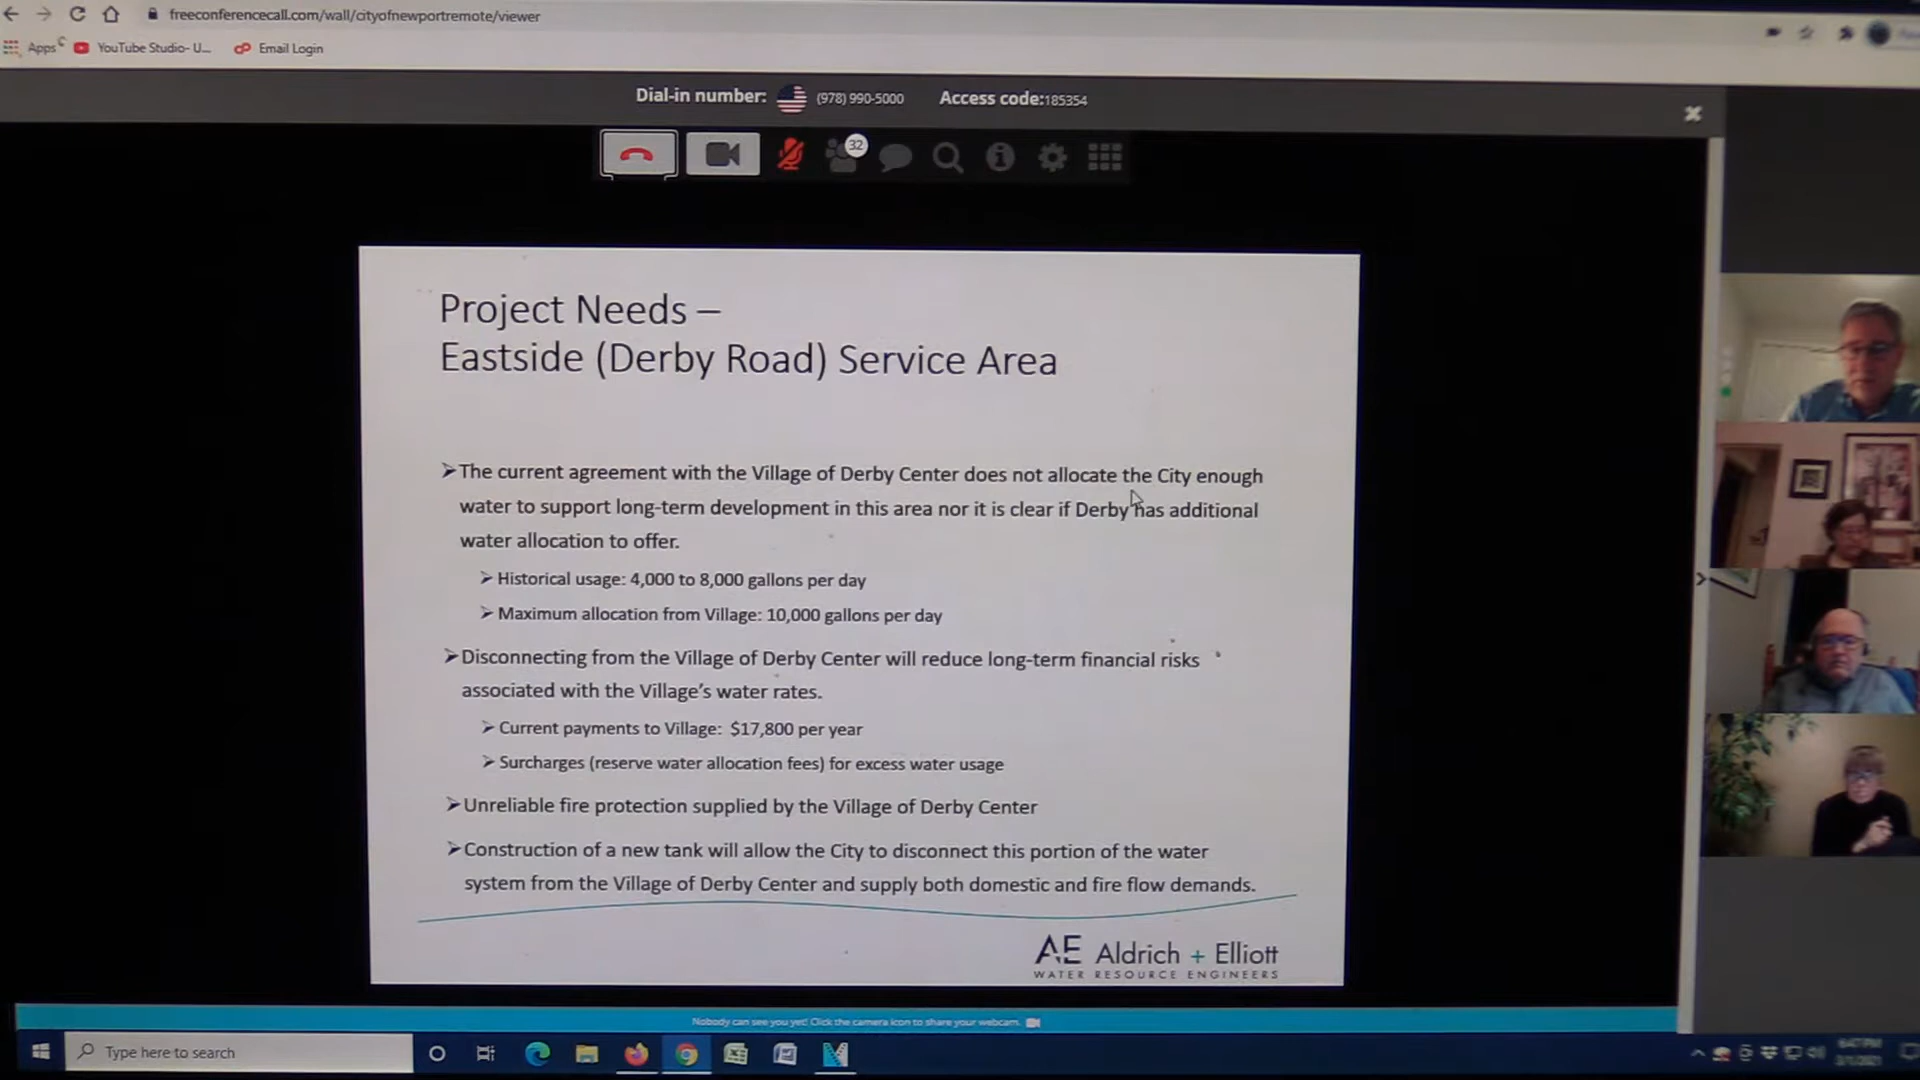 freeconferencecall.com/wall/cityofnewportremote/viewer
Apps
YouTube Studio- U...
Email Login
Dial-in number: (978) 990-5000 Access code:185354
32
Project Needs –
Eastside (Derby Road) Service Area
➢The current agreement with the Village of Derby Center does not allocate the City enough
water to support long-term development in this area nor it is clear if Derby has additional
water allocation to offer.
➢Historical usage: 4,000 to 8,000 gallons per day
➢Maximum allocation from Village: 10,000 gallons per day
➢Disconnecting from the Village of Derby Center will reduce long-term financial risks
associated with the Village's water rates.
➢Current payments to Village: $17,800 per year
➢Surcharges (reserve water allocation fees) for excess water usage
➢Unreliable fire protection supplied by the Village of Derby Center
➢Construction of a new tank will allow the City to disconnect this portion of the water
system from the Village of Derby Center and supply both domestic and fire flow demands.
AE Aldrich + Elliott
WATER RESOURCE ENGINEERS
Nobody can see you yet! Click the camera icon to share your webcam.
Type here to search